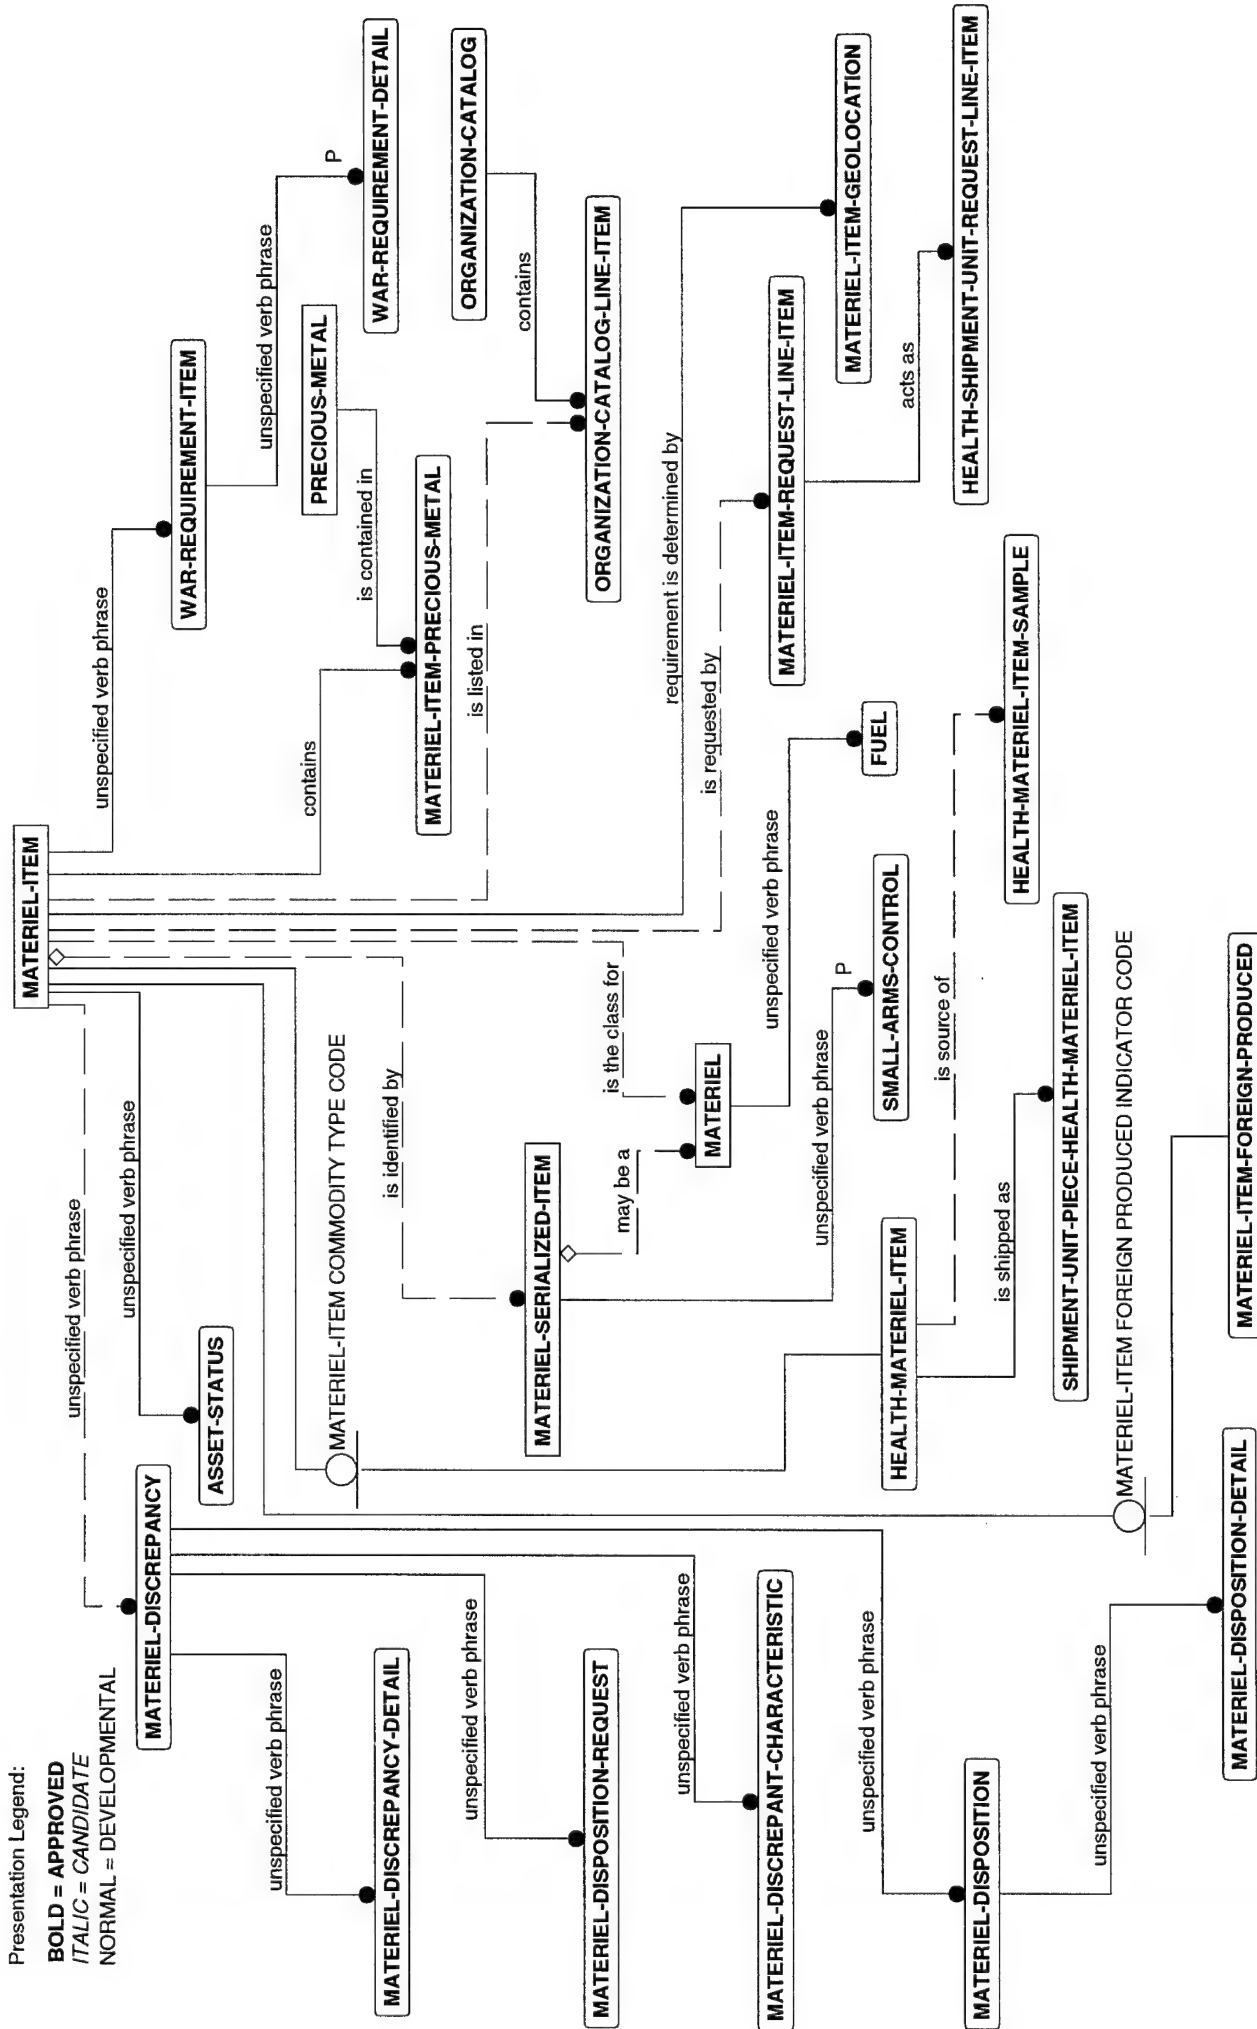 Presentation Legend:
BOLD = APPROVED
ITALIC = CANDIDATE
NORMAL = DEVELOPMENTAL
MATERIEL-ITEM
unspecified verb phrase
MATERIEL-DISCREPANCY
unspecified verb phrase
ASSET-STATUS
unspecified verb phrase
WAR-REQUIREMENT-ITEM
unspecified verb phrase
P
WAR-REQUIREMENT-DETAIL
PRECIOUS-METAL
is contained in
contains
MATERIEL-ITEM-PRECIOUS-METAL
ORGANIZATION-CATALOG
contains
is listed in
ORGANIZATION-CATALOG-LINE-ITEM
unspecified verb phrase
MATERIEL-DISCREPANCY-DETAIL
MATERIEL-ITEM COMMODITY TYPE CODE
is identified by
MATERIEL-SERIALIZED-ITEM
unspecified verb phrase
MATERIEL-DISPOSITION-REQUEST
is the class for
may be a
MATERIEL
requirement is determined by
MATERIEL-ITEM-GEOLOCATION
is requested by
MATERIEL-ITEM-REQUEST-LINE-ITEM
unspecified verb phrase
MATERIEL-DISCREPANT-CHARACTERISTIC
unspecified verb phrase
FUEL
unspecified verb phrase
P
SMALL-ARMS-CONTROL
HEALTH-MATERIEL-ITEM
acts as
HEALTH-SHIPMENT-UNIT-REQUEST-LINE-ITEM
unspecified verb phrase
MATERIEL-DISPOSITION
is source of
HEALTH-MATERIEL-ITEM-SAMPLE
is shipped as
SHIPMENT-UNIT-PIECE-HEALTH-MATERIEL-ITEM
unspecified verb phrase
MATERIEL-DISPOSITION-DETAIL
MATERIEL-ITEM FOREIGN PRODUCED INDICATOR CODE
MATERIEL-ITEM-FOREIGN-PRODUCED